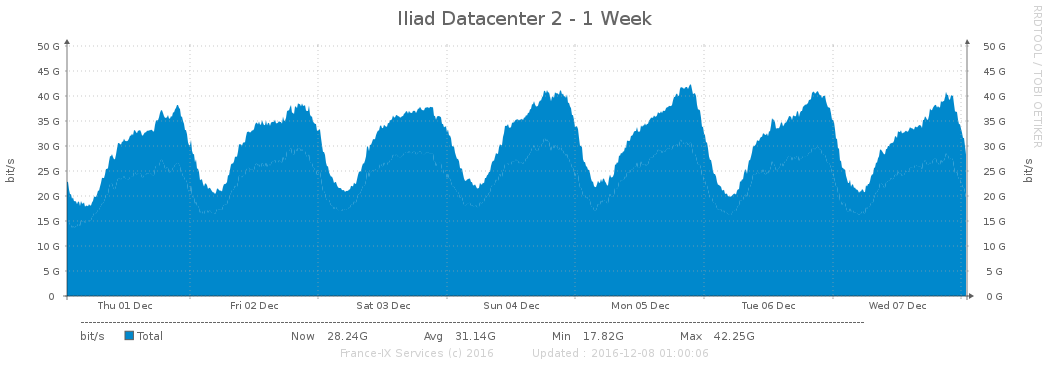 Iliad Datacenter 2 - 1 Week
RRDTOOL / TOBI OETIKER
bit/s
50 G
45 G
40 G
35 G
30 G
25 G
20 G
15 G
10 G
5 G
0
50 G
45 G
40 G
35 G
30 G
25 G
20 G
15 G
10 G
5 G
0 G
bit/s
Thu 01 Dec Fri 02 Dec Sat 03 Dec Sun 04 Dec Mon 05 Dec Tue 06 Dec Wed 07 Dec
bit/s Total Now 28.24G Avg 31.14G Min 17.82G Max 42.25G
France-IX Services (c) 2016 Updated : 2016-12-08 01:00:06